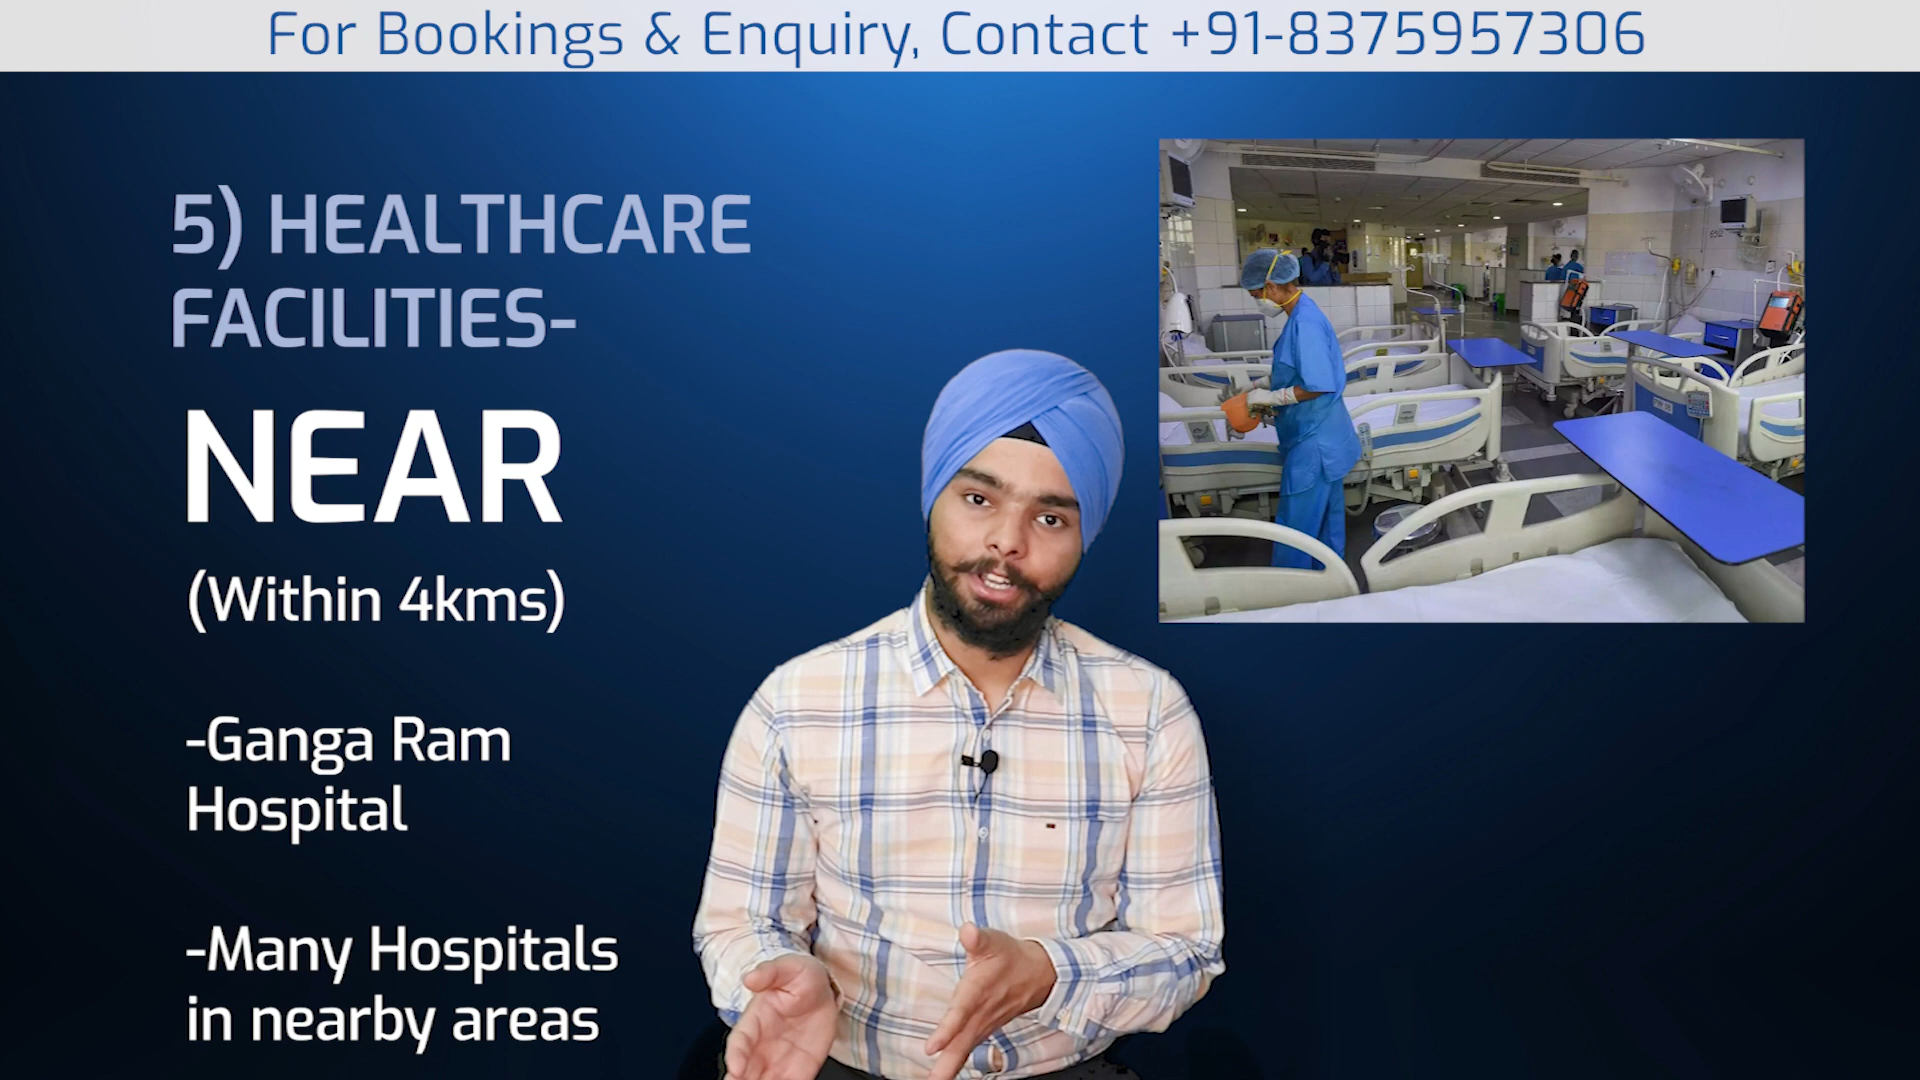 For Bookings & Enquiry, Contact +91-8375957306
5) HEALTHCARE
FACILITIES-
NEAR
(Within 4kms)
-Ganga Ram
Hospital
-Many Hospitals
in nearby areas